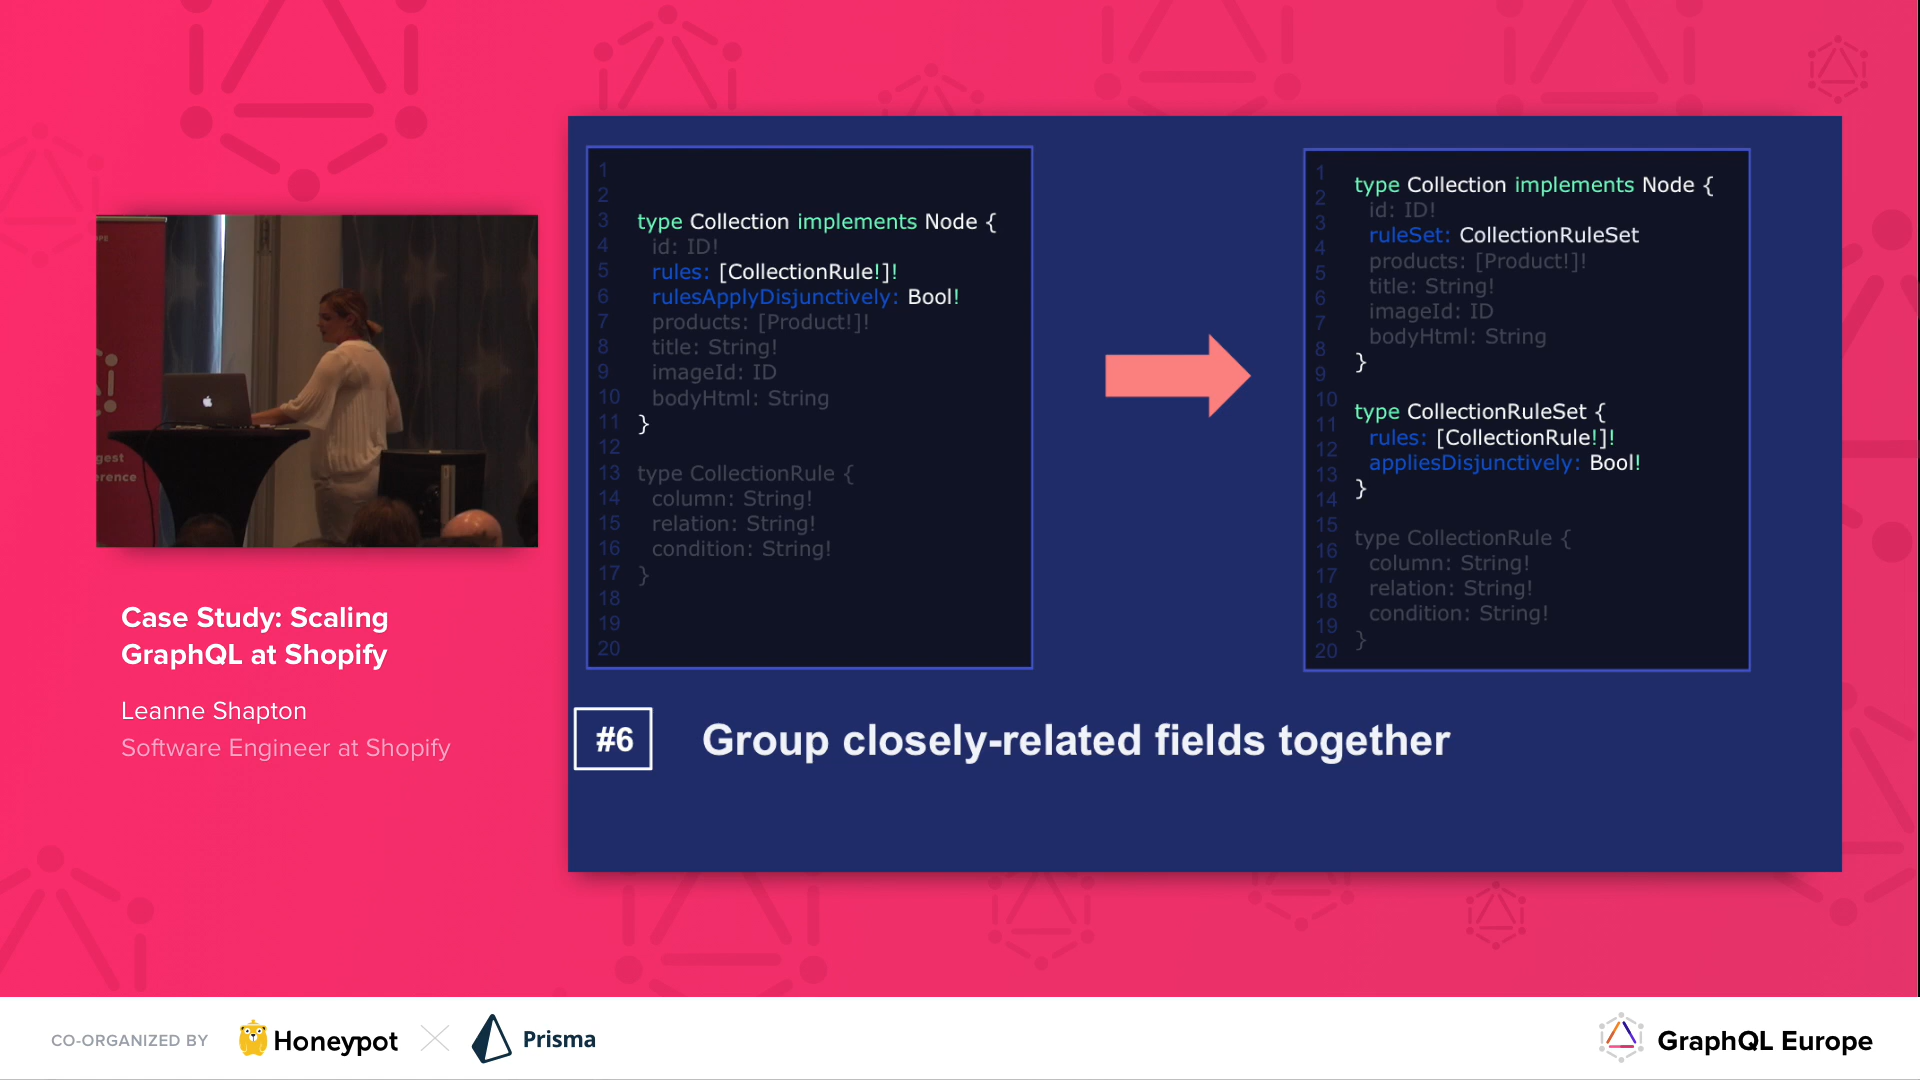 OPE
gest
erence
Case Study: Scaling
GraphQL at Shopify
Leanne Shapton
Software Engineer at Shopify
1
2
3 type Collection implements Node {
4 id: ID!
5 rules: [CollectionRule!]!
6 rulesApplyDisjunctively: Bool!
7 products: [Product!]!
8 title: String!
9 imageId: ID
10 bodyHtml: String
11 }
12
13 type CollectionRule {
14 column: String!
15 relation: String!
16 condition: String!
17 }
18
19
20
1 type Collection implements Node {
2 id: ID!
3 ruleSet: CollectionRuleSet
4 products: [Product!]!
5 title: String!
6 imageId: ID
7 bodyHtml: String
8 }
9
10 type CollectionRuleSet {
11 rules: [CollectionRule!]!
12 appliesDisjunctively: Bool!
13 }
14
15 type CollectionRule {
16 column: String!
17 relation: String!
18 condition: String!
19 }
20
#6 Group closely-related fields together
CO-ORGANIZED BY Honeypot Prisma GraphQL Europe